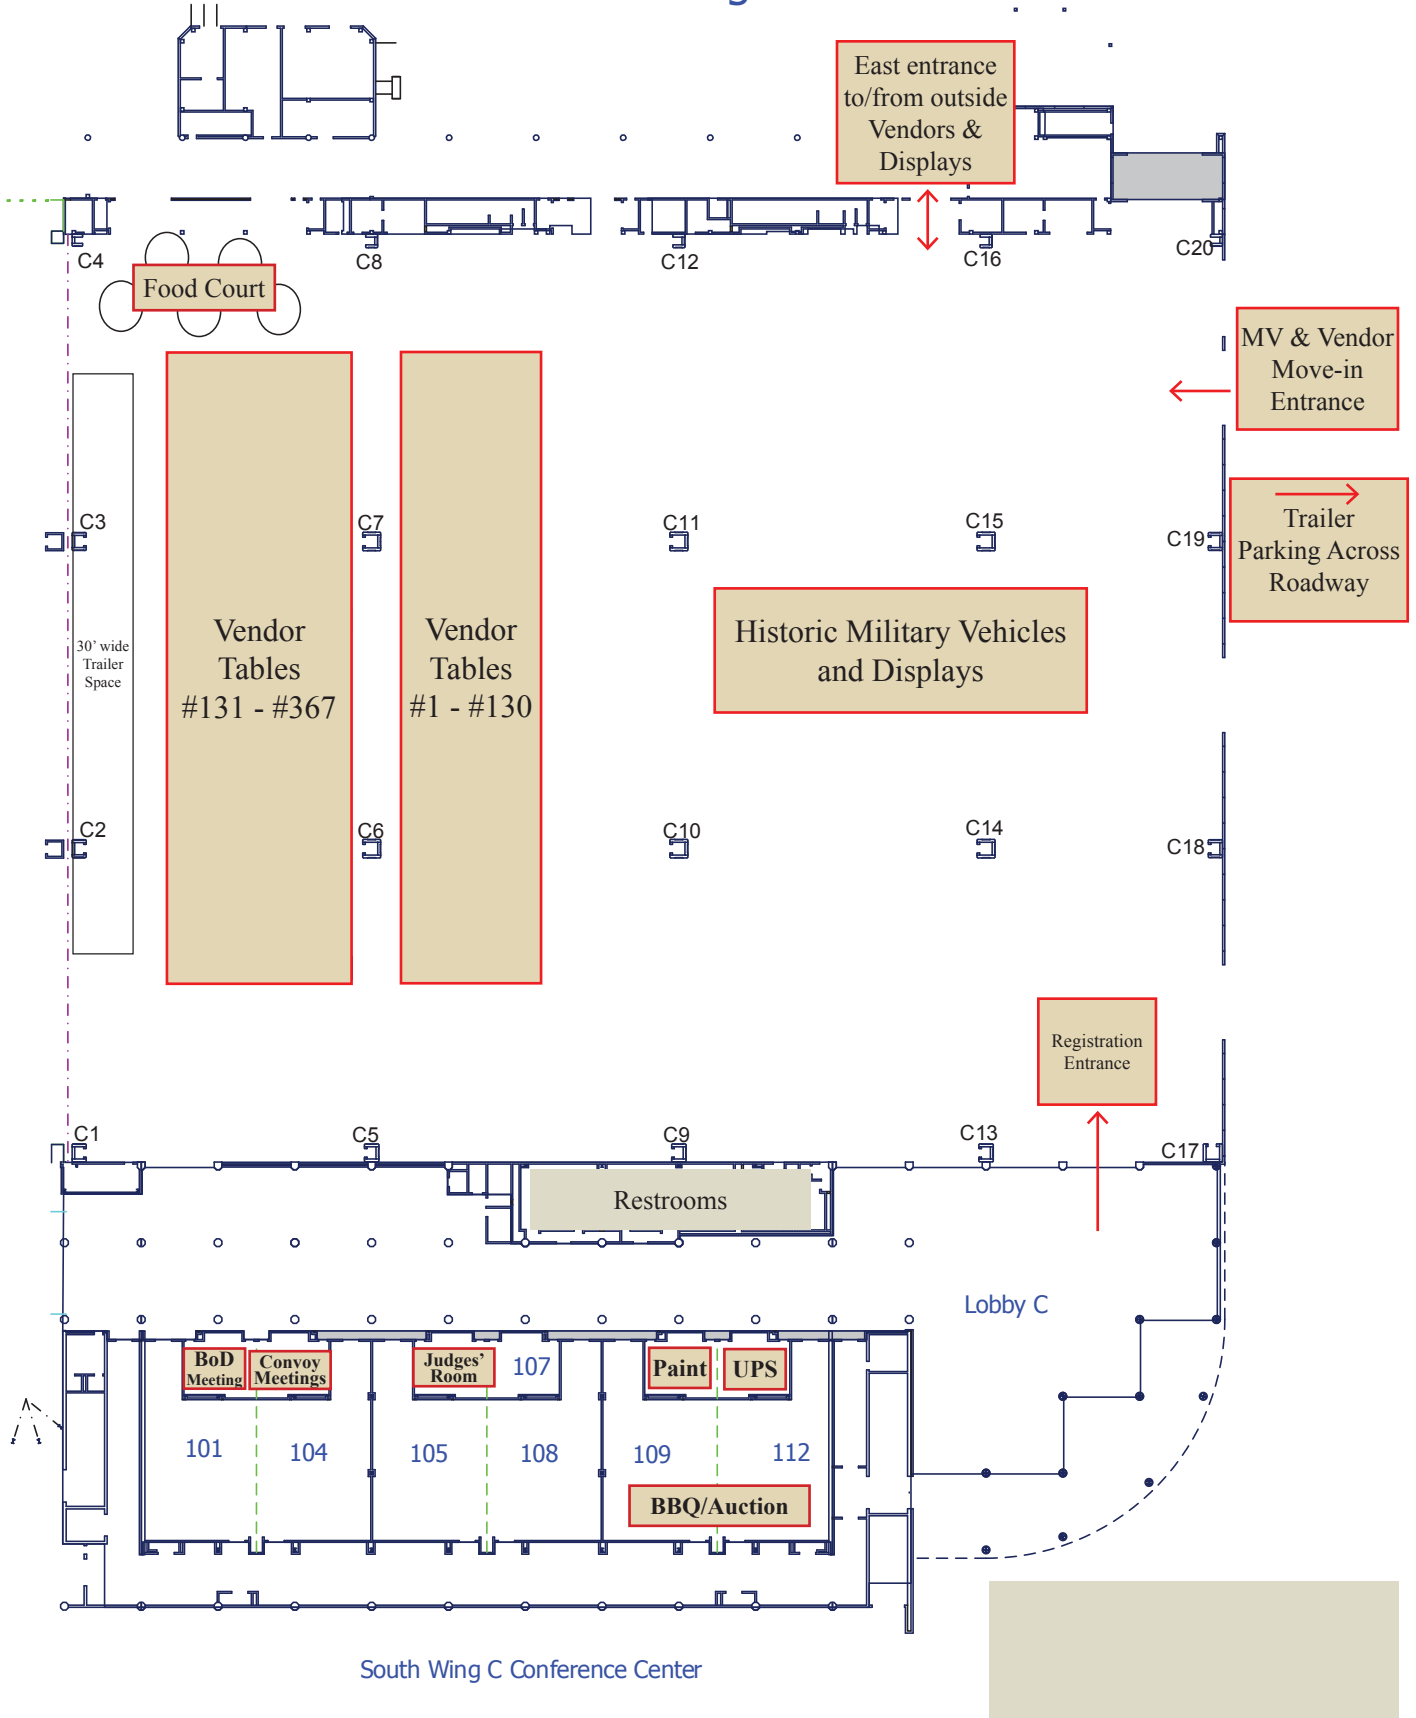 East entrance
to/from outside
Vendors &
Displays
C4
C8
C12
C16
C20
Food Court
MV & Vendor
Move-in
Entrance
C3
C7
C11
C15
C19
Trailer
Parking Across
Roadway
30' wide
Trailer
Space
Vendor
Tables
#131 - #367
Vendor
Tables
#1 - #130
Historic Military Vehicles
and Displays
C2
C6
C10
C14
C18
Registration
Entrance
C1
C5
C9
C13
C17
Restrooms
Lobby C
BoD
Meeting
Convoy
Meetings
Judges'
Room
107
Paint
UPS
101
104
105
108
109
112
BBQ/Auction
South Wing C Conference Center